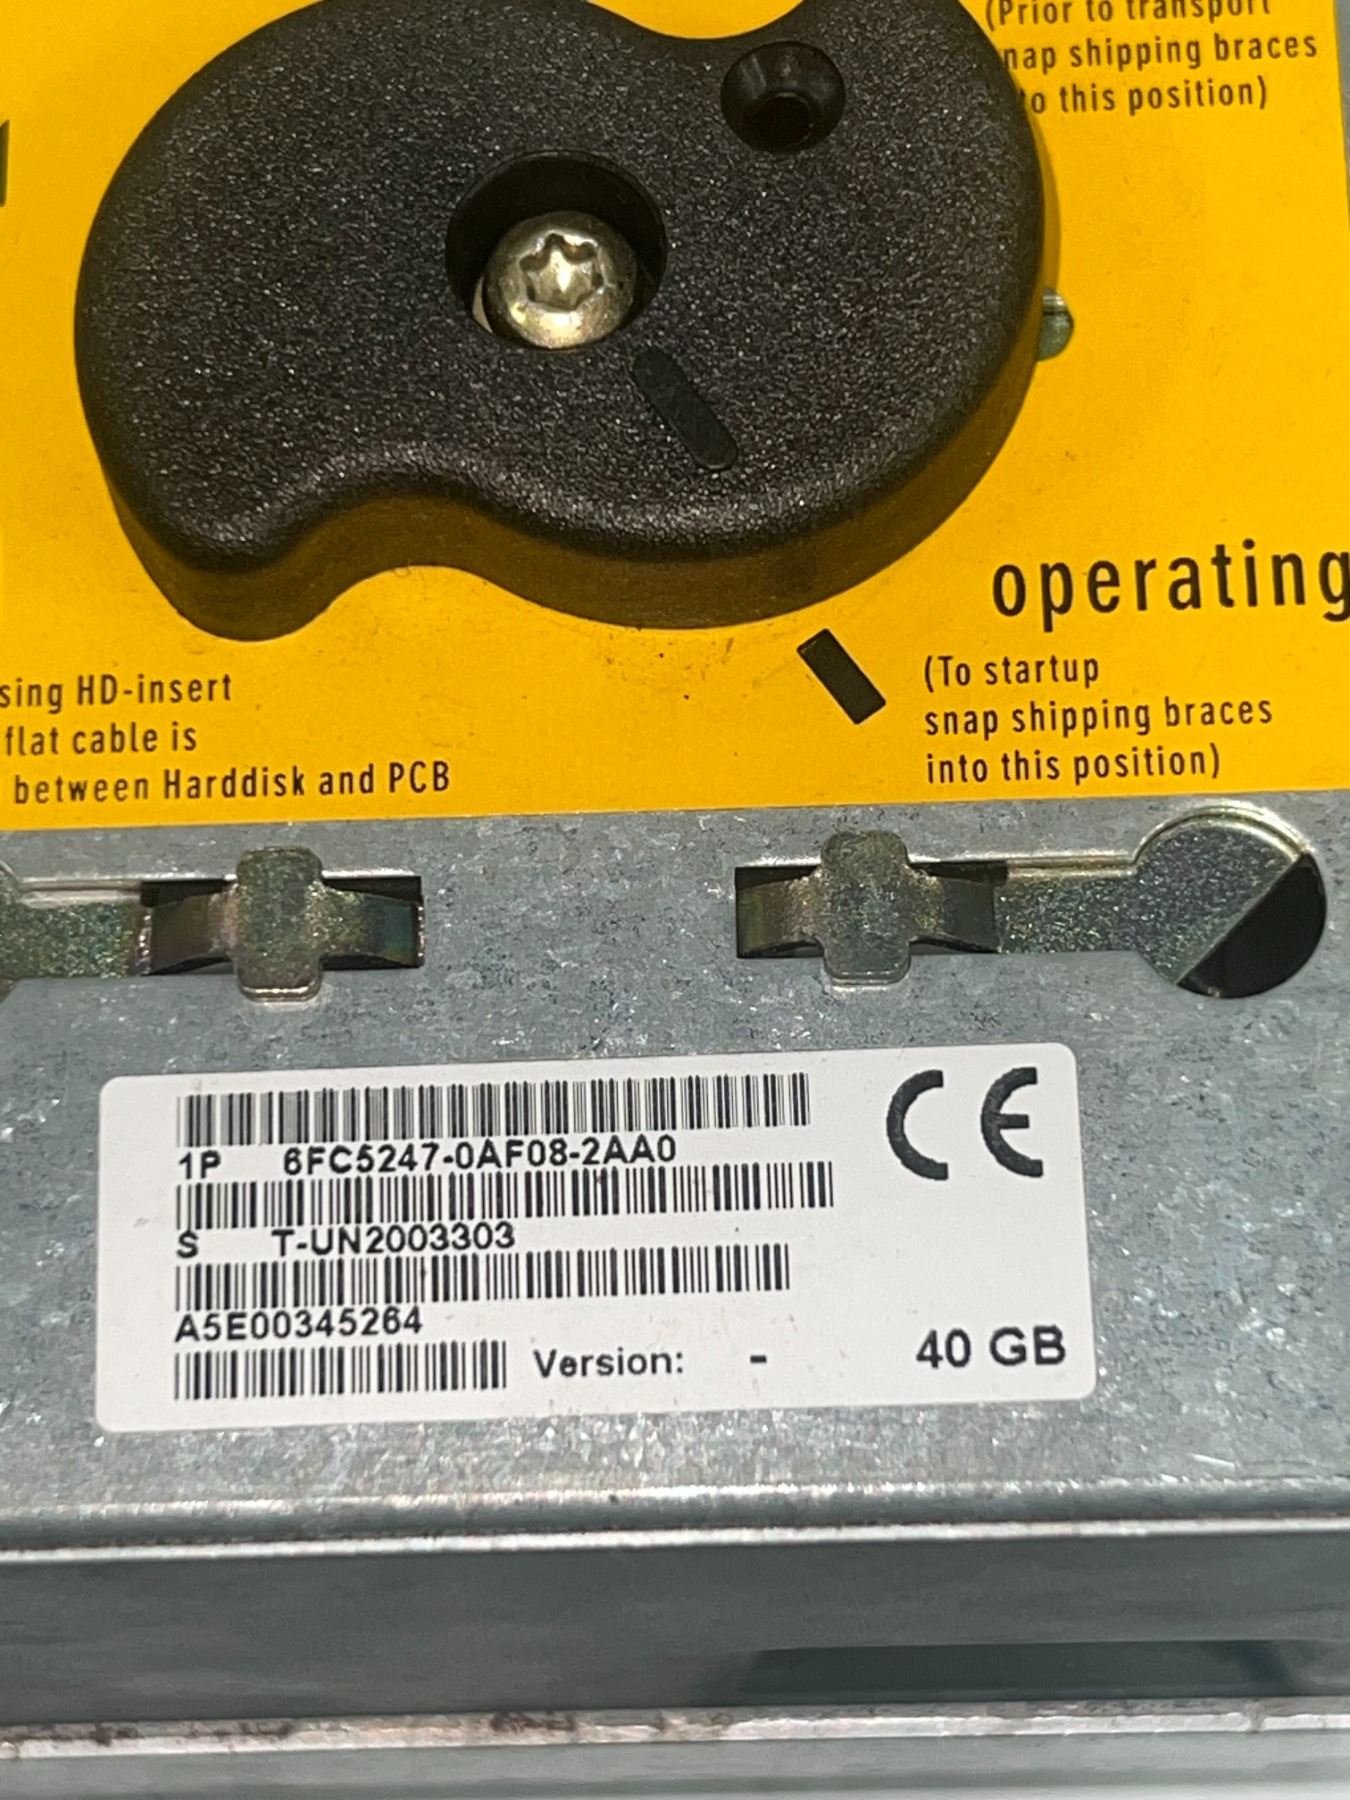 (Prior to transport
snap shipping braces
to this position)
operating
(To startup
snap shipping braces
into this position)
HD-insert
flat cable is
between Harddisk and PCB
CE
1P 6FC5247-0AF08-2AA0
S T-UN2003303
A5E00345264
Version: -
40 GB